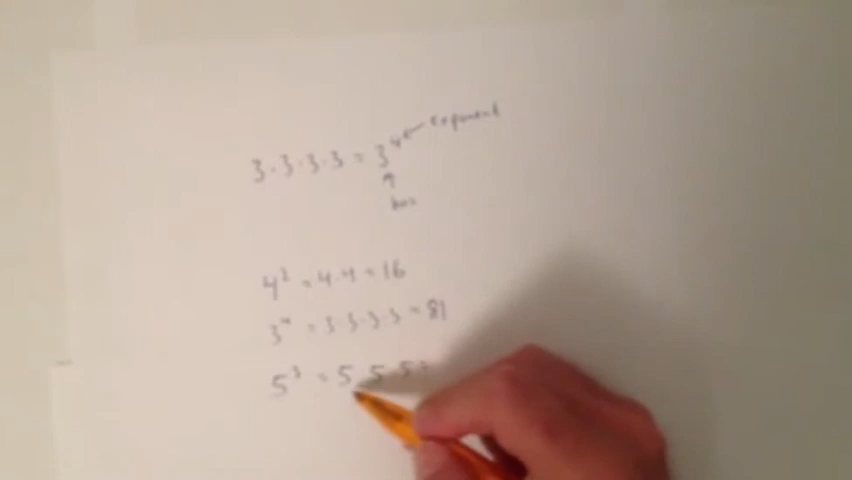 3·3·3·3 = 3⁴ ← exponent
↑
base
4² = 4·4 = 16
3⁴ = 3·3·3·3 = 81
5³ = 5·5·5 =